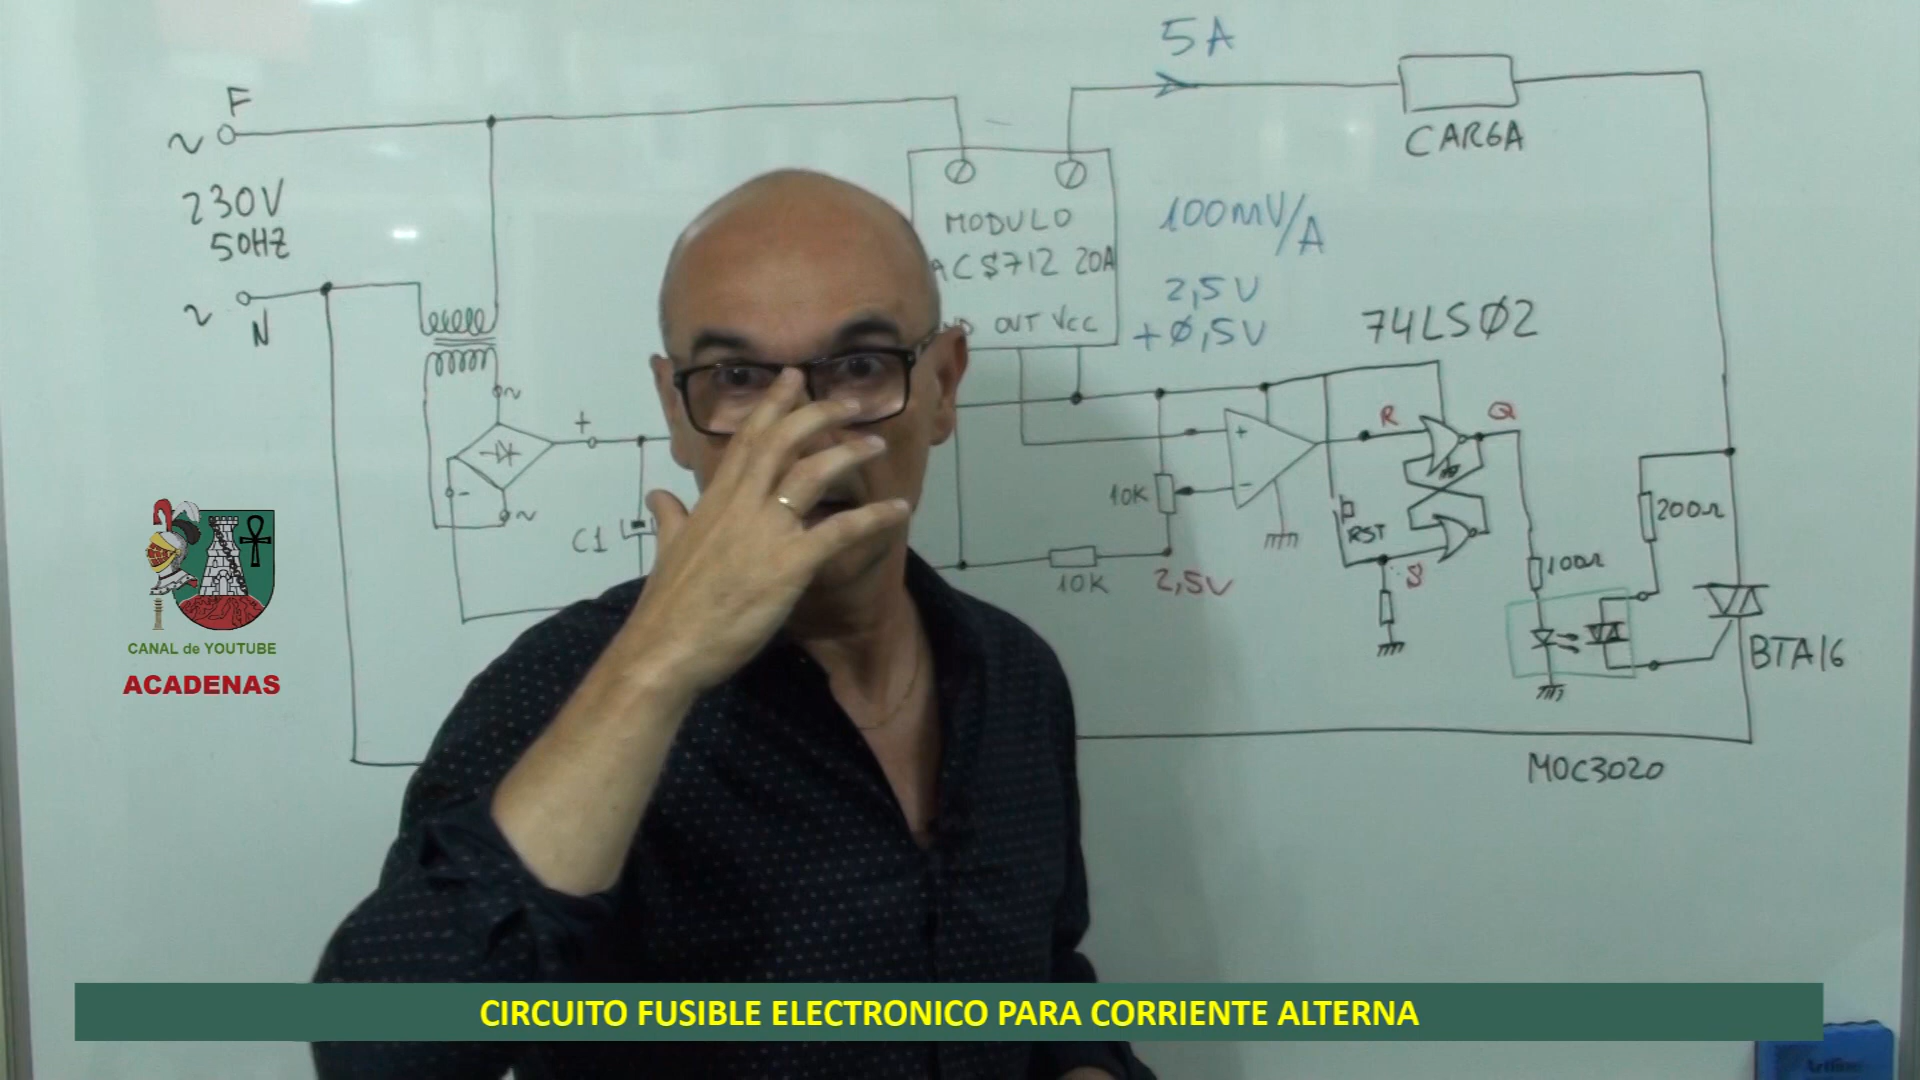 5A
F
~
CARGA
230V
50HZ
100mV/A
MODULO
ACS712 20A
2,5V
+0,5V
OUT VCC
74LS02
~
N
~
+
R
Q
+
-
10K
-
~
C1
RST
200Ω
100Ω
10K
2,5V
S
BTA16
MOC3020
CANAL de YOUTUBE
ACADENAS
CIRCUITO FUSIBLE ELECTRONICO PARA CORRIENTE ALTERNA